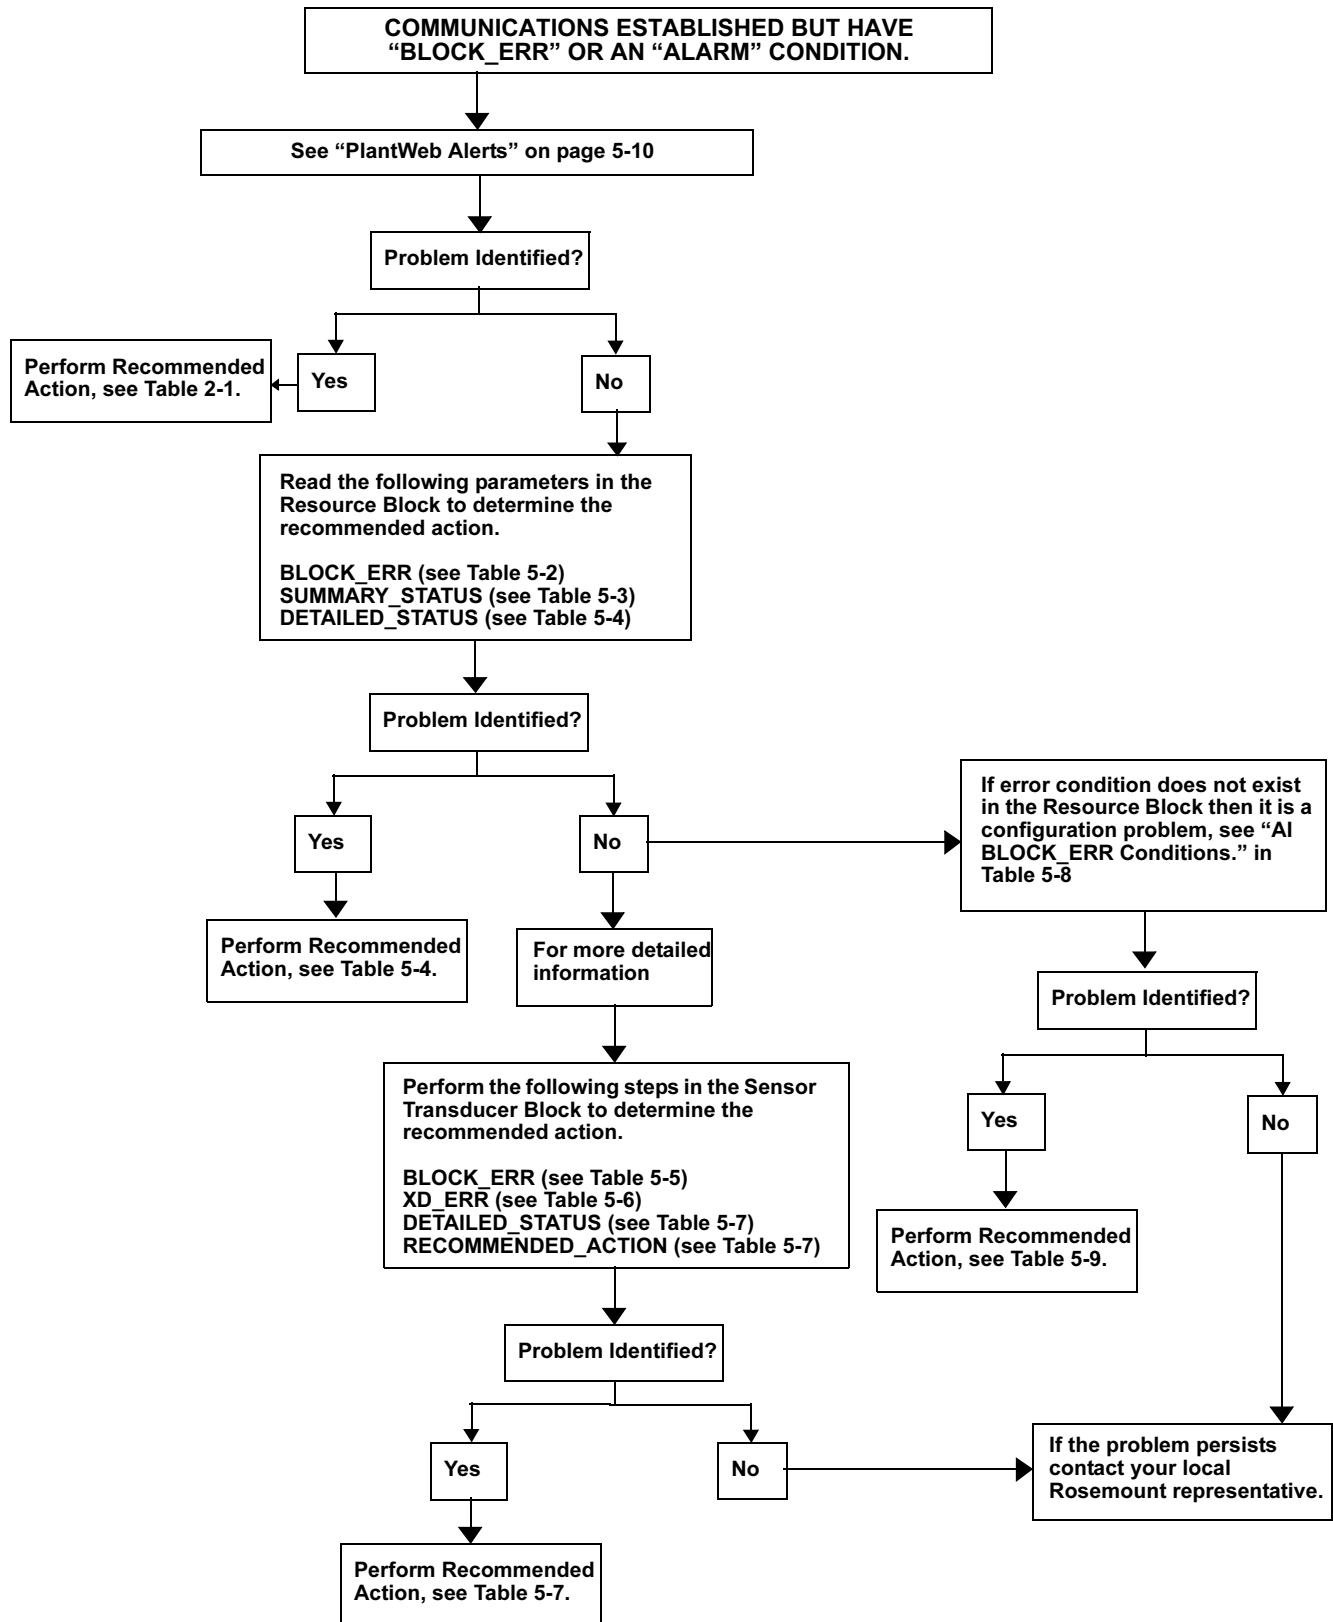 COMMUNICATIONS ESTABLISHED BUT HAVE
“BLOCK_ERR” OR AN “ALARM” CONDITION.
See “PlantWeb Alerts” on page 5-10
Problem Identified?
Perform Recommended
Action, see Table 2-1.
Yes
No
Read the following parameters in the
Resource Block to determine the
recommended action.
BLOCK_ERR (see Table 5-2)
SUMMARY_STATUS (see Table 5-3)
DETAILED_STATUS (see Table 5-4)
Problem Identified?
Yes
No
If error condition does not exist
in the Resource Block then it is a
configuration problem, see “AI
BLOCK_ERR Conditions.” in
Table 5-8
Perform Recommended
Action, see Table 5-4.
For more detailed
information
Problem Identified?
Perform the following steps in the Sensor
Transducer Block to determine the
recommended action.
BLOCK_ERR (see Table 5-5)
XD_ERR (see Table 5-6)
DETAILED_STATUS (see Table 5-7)
RECOMMENDED_ACTION (see Table 5-7)
Yes
No
Perform Recommended
Action, see Table 5-9.
Problem Identified?
Yes
No
If the problem persists
contact your local
Rosemount representative.
Perform Recommended
Action, see Table 5-7.